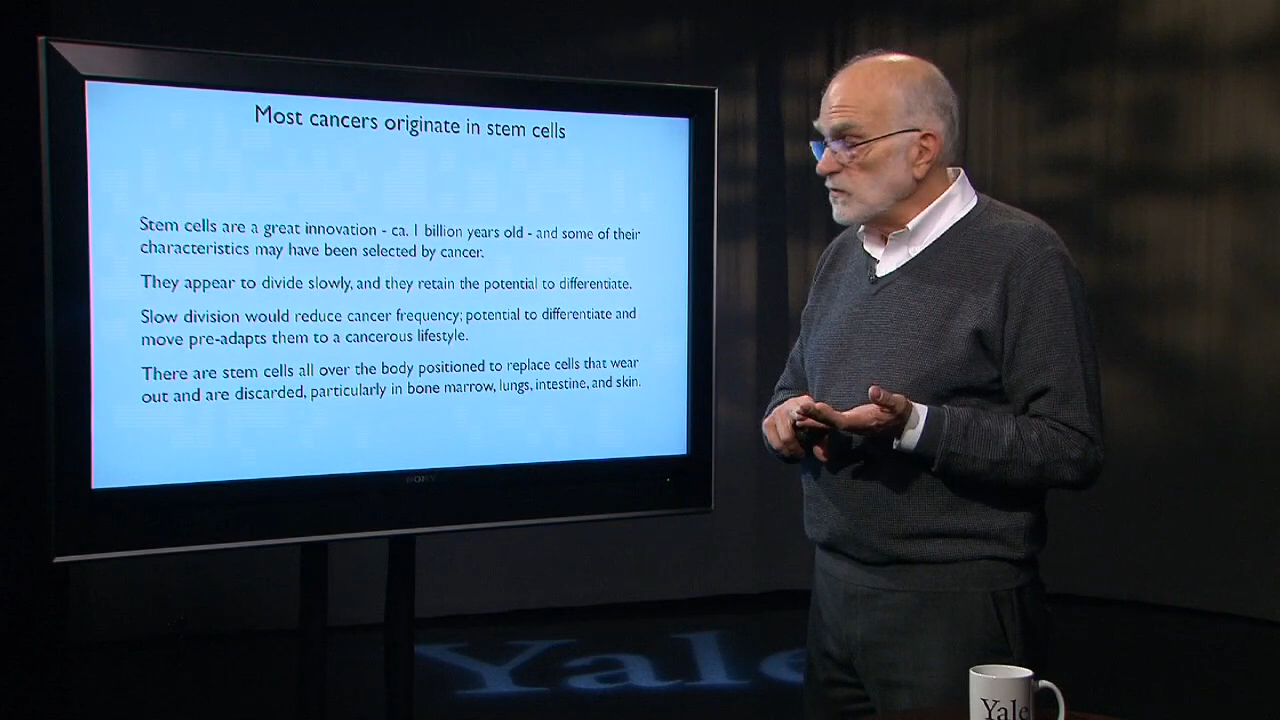 Most cancers originate in stem cells
Stem cells are a great innovation - ca. 1 billion years old - and some of their
characteristics may have been selected by cancer.
They appear to divide slowly, and they retain the potential to differentiate.
Slow division would reduce cancer frequency; potential to differentiate and
move pre-adapts them to a cancerous lifestyle.
There are stem cells all over the body positioned to replace cells that wear
out and are discarded, particularly in bone marrow, lungs, intestine, and skin.
SONY
Yale
Yale